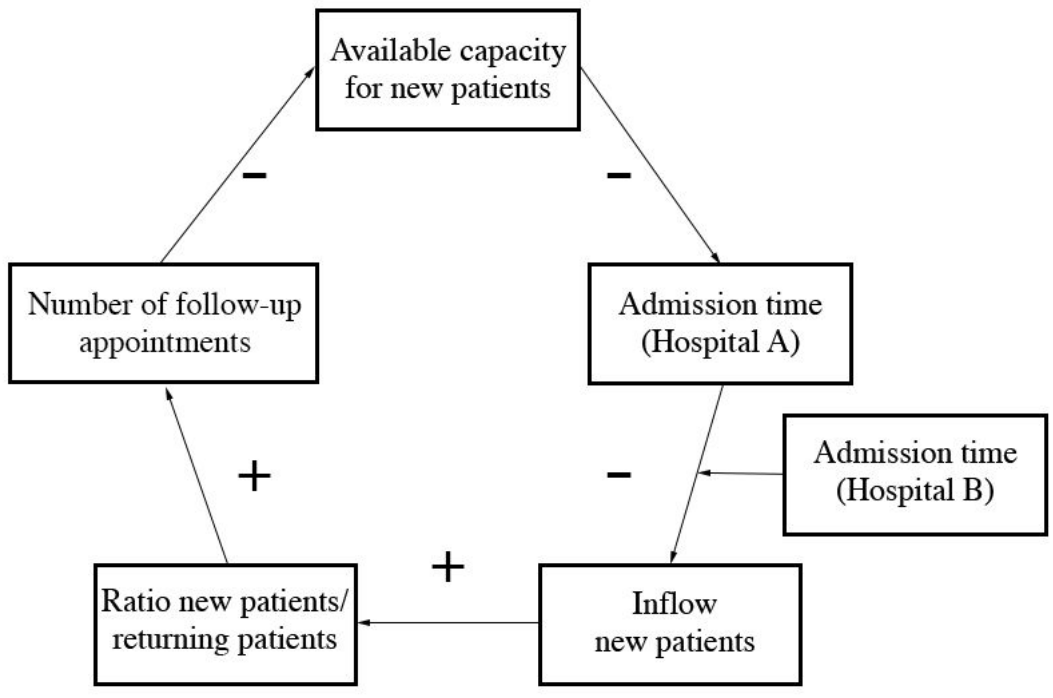 Available capacity
for new patients
–
–
Number of follow-up
appointments
Admission time
(Hospital A)
Admission time
(Hospital B)
+
–
+
Ratio new patients/
returning patients
Inflow
new patients